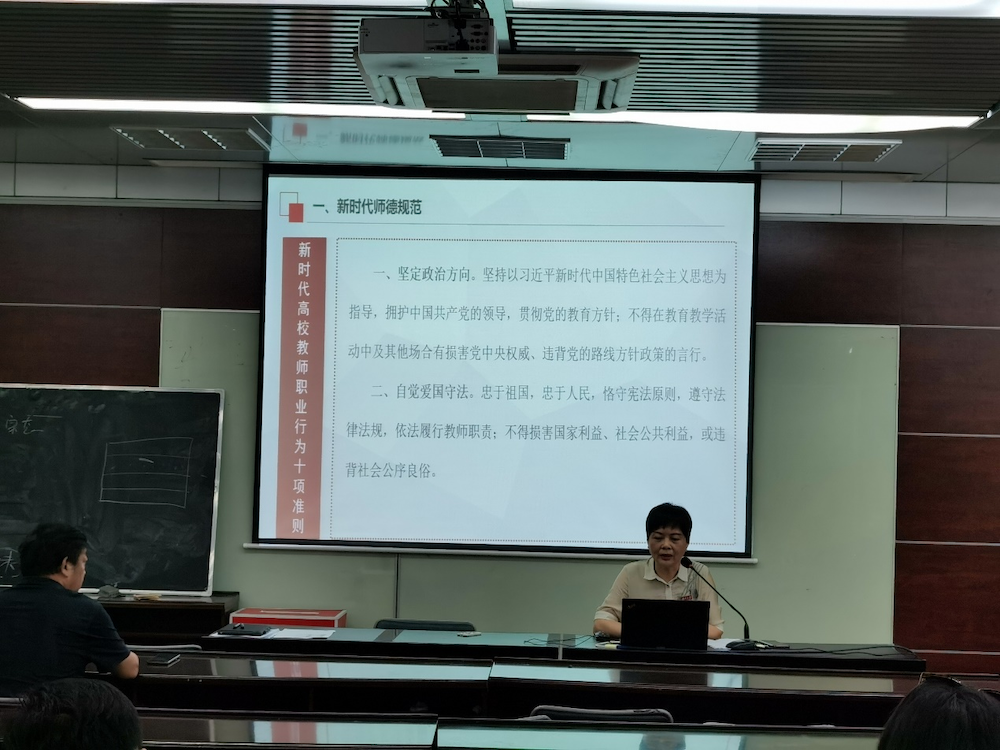 一、新时代师德规范
新时代高校教师职业行为十项准则
一、坚定政治方向。坚持以习近平新时代中国特色社会主义思想为
指导，拥护中国共产党的领导，贯彻党的教育方针；不得在教育教学活
动中及其他场合有损害党中央权威、违背党的路线方针政策的言行。
二、自觉爱国守法。忠于祖国，忠于人民，恪守宪法原则，遵守法
律法规，依法履行教师职责；不得损害国家利益、社会公共利益，或违
背社会公序良俗。